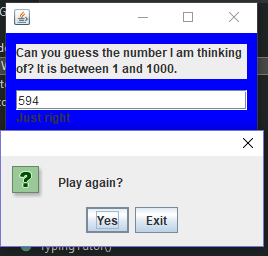 Can you guess the number I am thinking
of? It is between 1 and 1000.
594
Just right
Play again?
Yes
Exit
TypingTutor()